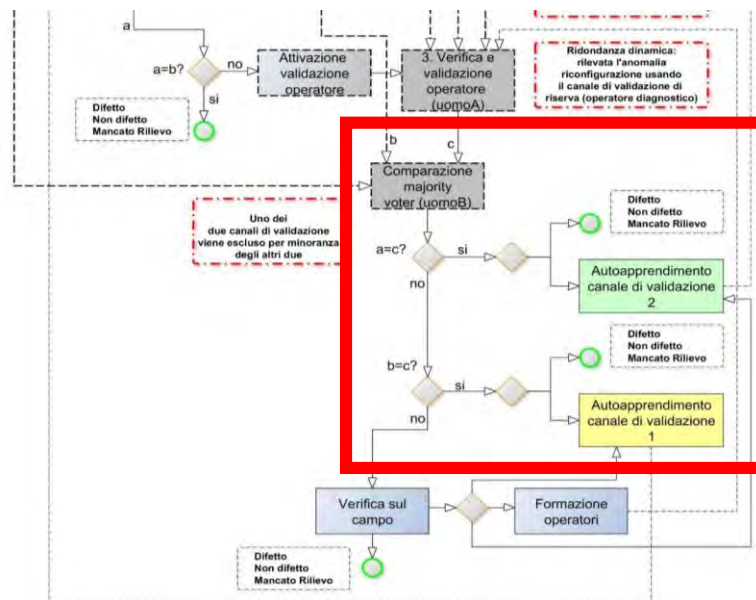 a
a=b?
no
si
Attivazione
validazione
operatore
3. Verifica e
validazione
operatore
(uomoA)
Ridondanza dinamica:
rilevata l'anomalia
riconfigurazione usando
il canale di validazione di
riserva (operatore diagnostico)
Difetto
Non difetto
Mancato Rilievo
b
c
Comparazione
majority
voter (uomoB)
Uno dei
due canali di validazione
viene escluso per minoranza
degli altri due
a=c?
si
no
Difetto
Non difetto
Mancato Rilievo
Autoapprendimento
canale di validazione
2
b=c?
si
no
Difetto
Non difetto
Mancato Rilievo
Autoapprendimento
canale di validazione
1
Verifica sul
campo
Formazione
operatori
Difetto
Non difetto
Mancato Rilievo